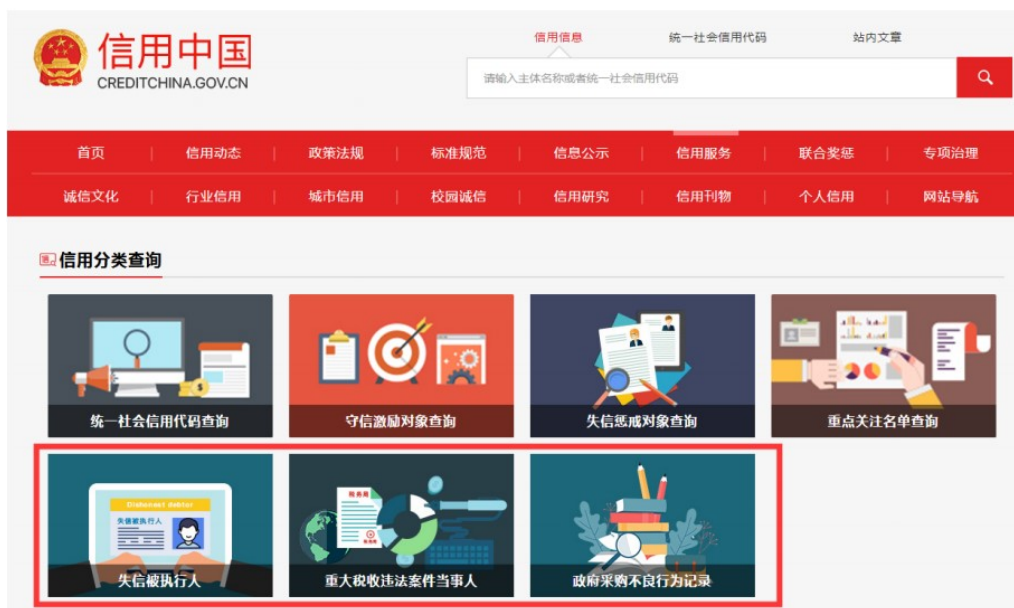 信用中国
CREDITCHINA.GOV.CN
信用信息 统一社会信用代码 站内文章
请输入主体名称或者统一社会信用代码
首页 信用动态 政策法规 标准规范 信息公示 信用服务 联合奖惩 专项治理
诚信文化 行业信用 城市信用 校园诚信 信用研究 信用刊物 个人信用 网站导航
信用分类查询
统一社会信用代码查询 守信激励对象查询 失信惩戒对象查询 重点关注名单查询
Dishonest debtor
失信被执行人
税务局
失信被执行人 重大税收违法案件当事人 政府采购不良行为记录